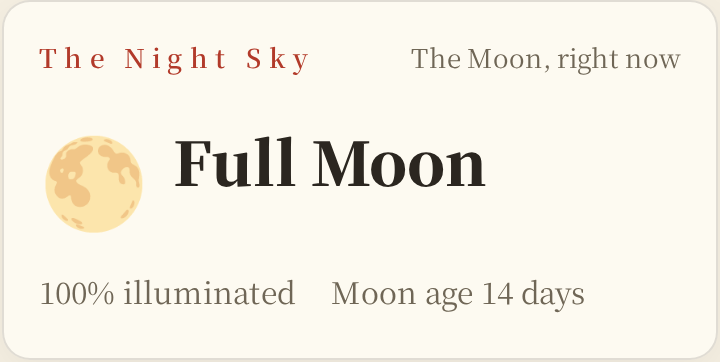 The Night Sky
The Moon, right now
Full Moon
100% illuminated
Moon age 14 days